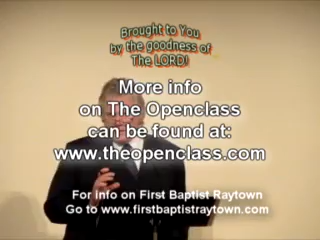 Brought to You
by the goodness of
The LORD!
More info
on The Openclass
can be found at:
www.theopenclass.com
For info on First Baptist Raytown
Go to www.firstbaptistraytown.com